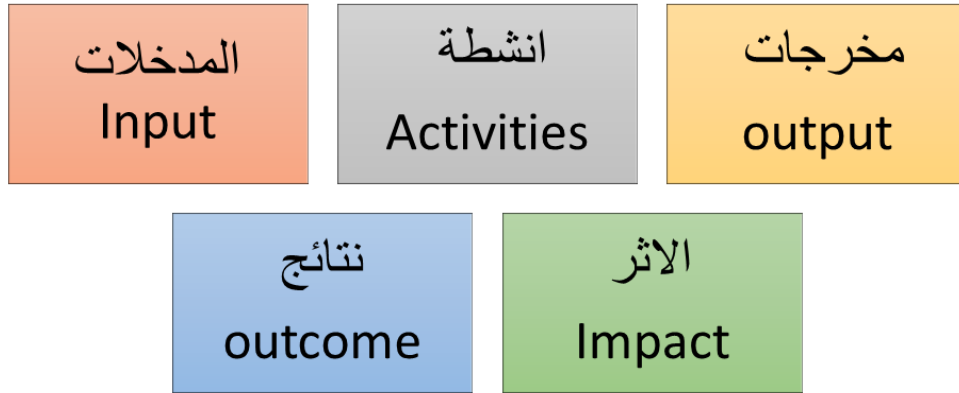 المدخلات
Input
انشطة
Activities
مخرجات
output
نتائج
outcome
الاثر
Impact